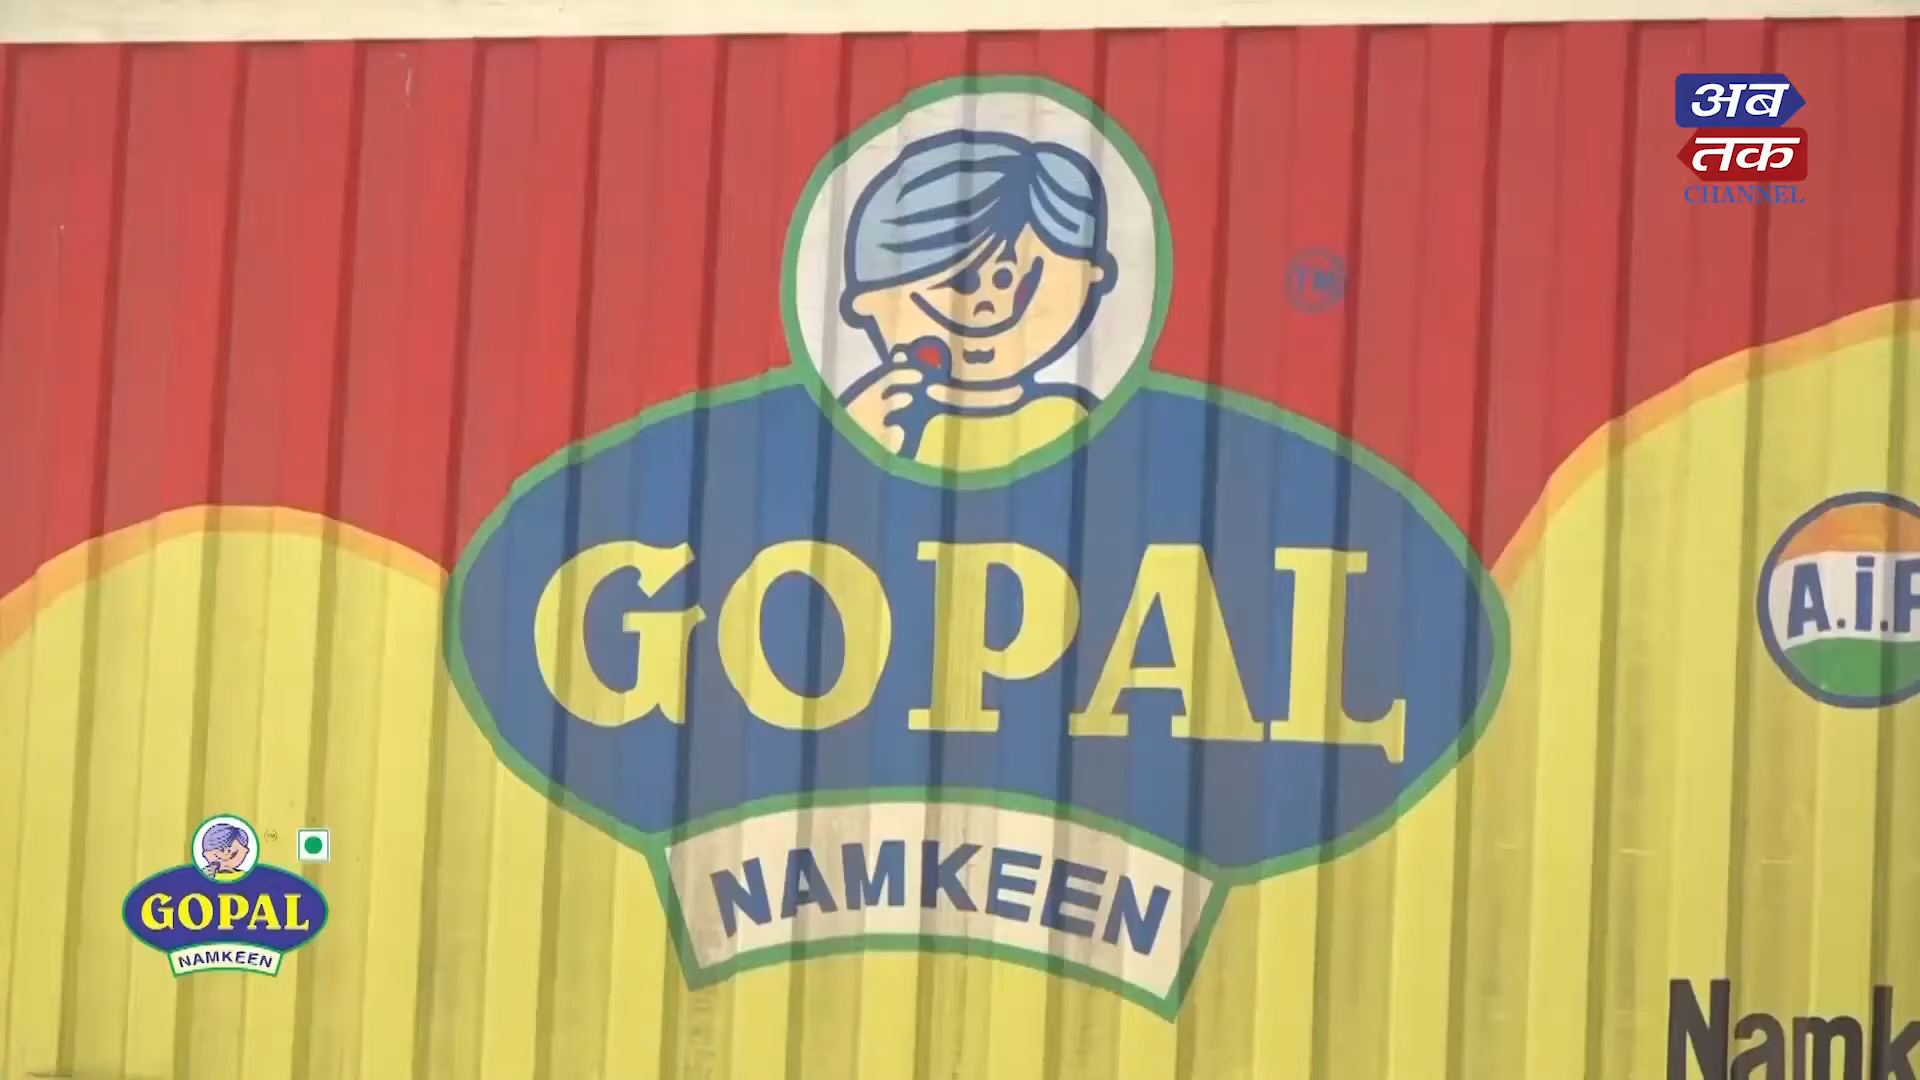 अब
तक
CHANNEL
TM
GOPAL
NAMKEEN
A.i.
GOPAL
NAMKEEN
Namk